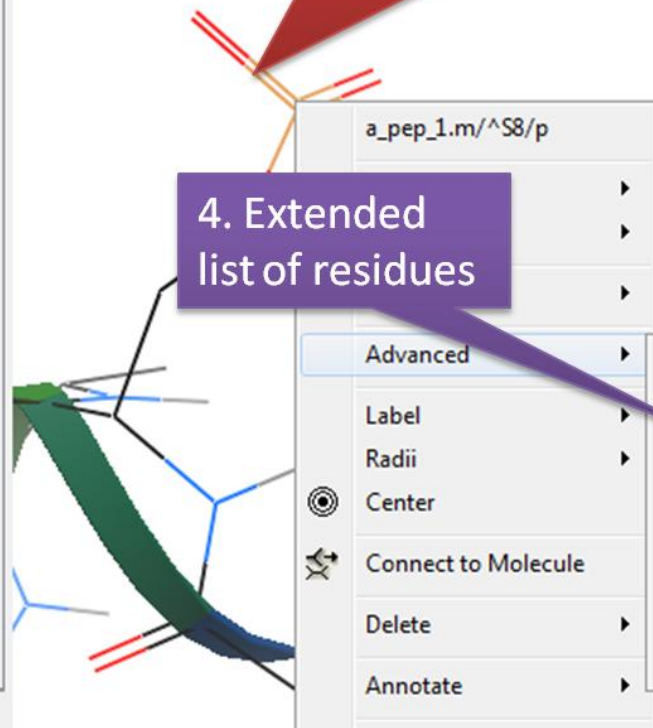 a_pep_1.m/^S8/p
4. Extended
list of residues
Advanced
Label
Radii
Center
Connect to Molecule
Delete
Annotate